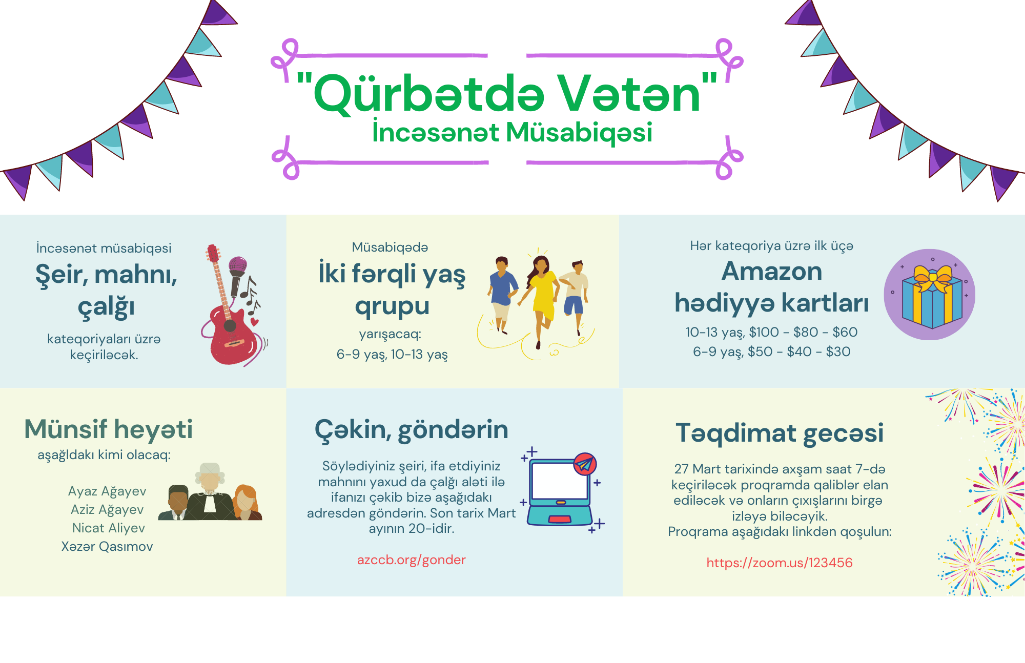 "Qürbətdə Vətən"
İncəsənət Müsabiqəsi
İncəsənət müsabiqəsi
Şeir, mahnı,
çalğı
kateqoriyaları üzrə
keçiriləcək.
Müsabiqədə
İki fərqli yaş
qrupu
yarışacaq:
6-9 yaş, 10-13 yaş
Hər kateqoriya üzrə ilk üçə
Amazon
hədiyyə kartları
10-13 yaş, $100 - $80 - $60
6-9 yaş, $50 - $40 - $30
Münsif heyəti
aşağldakı kimi olacaq:
Ayaz Ağayev
Aziz Ağayev
Nicat Aliyev
Xəzər Qasımov
Çəkin, göndərin
Söylədiyiniz şeiri, ifa etdiyiniz
mahnını yaxud da çalğı aləti ilə
ifanızı çəkib bizə aşağıdakı
adresdən göndərin. Son tarix Mart
ayının 20-idir.
azccb.org/gonder
Təqdimat gecəsi
27 Mart tarixində axşam saat 7-də
keçiriləcək proqramda qaliblər elan
ediləcək və onların çıxışlarını birgə
izləyə biləcəyik.
Proqrama aşağıdakı linkdən qoşulun:
https://zoom.us/123456